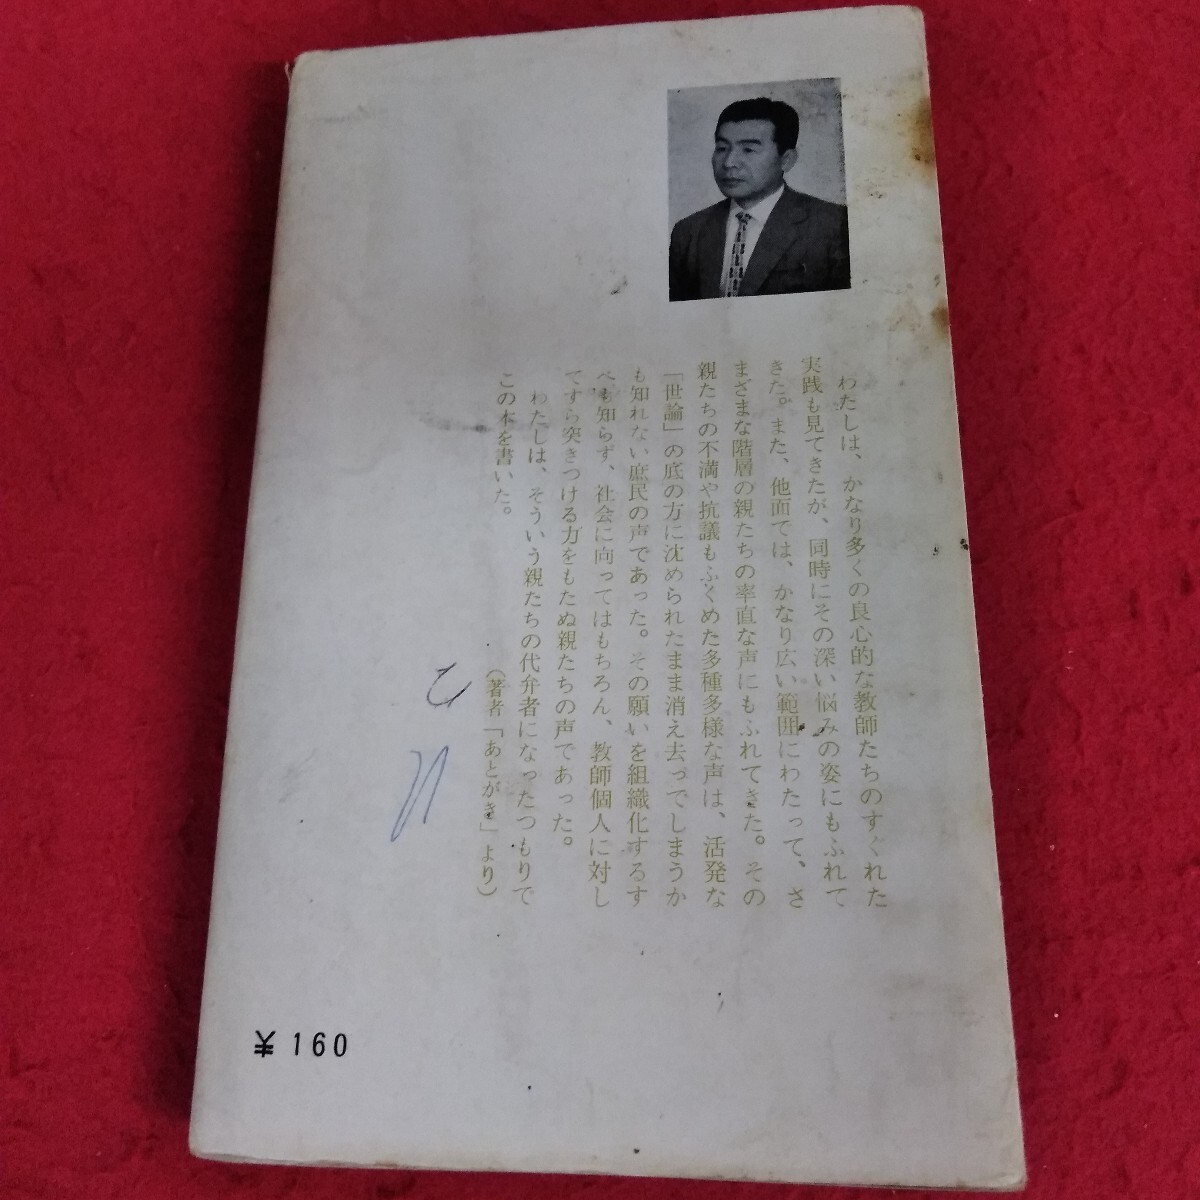 わたしは、かなり多くの良心的な教師たちのすぐれた
実践も見てきたが、同時にその深い悩みの姿にもふれて
きた。また、他面では、かなり広い範囲にわたって、さ
まざまな階層の親たちの率直な声にもふれてきた。その
親たちの不満や抗議もふくめた多種多様な声は、活発な
「世論」の底の方に沈められたまま消え去ってしまうか
も知れない庶民の声であった。その願いを組織化するす
べも知らず、社会に向ってはもちろん、教師個人に対し
てすら突きつける力をもたぬ親たちの声であった。
わたしは、そういう親たちの代弁者になったつもりで
この本を書いた。
（著者「あとがき」より）
¥160